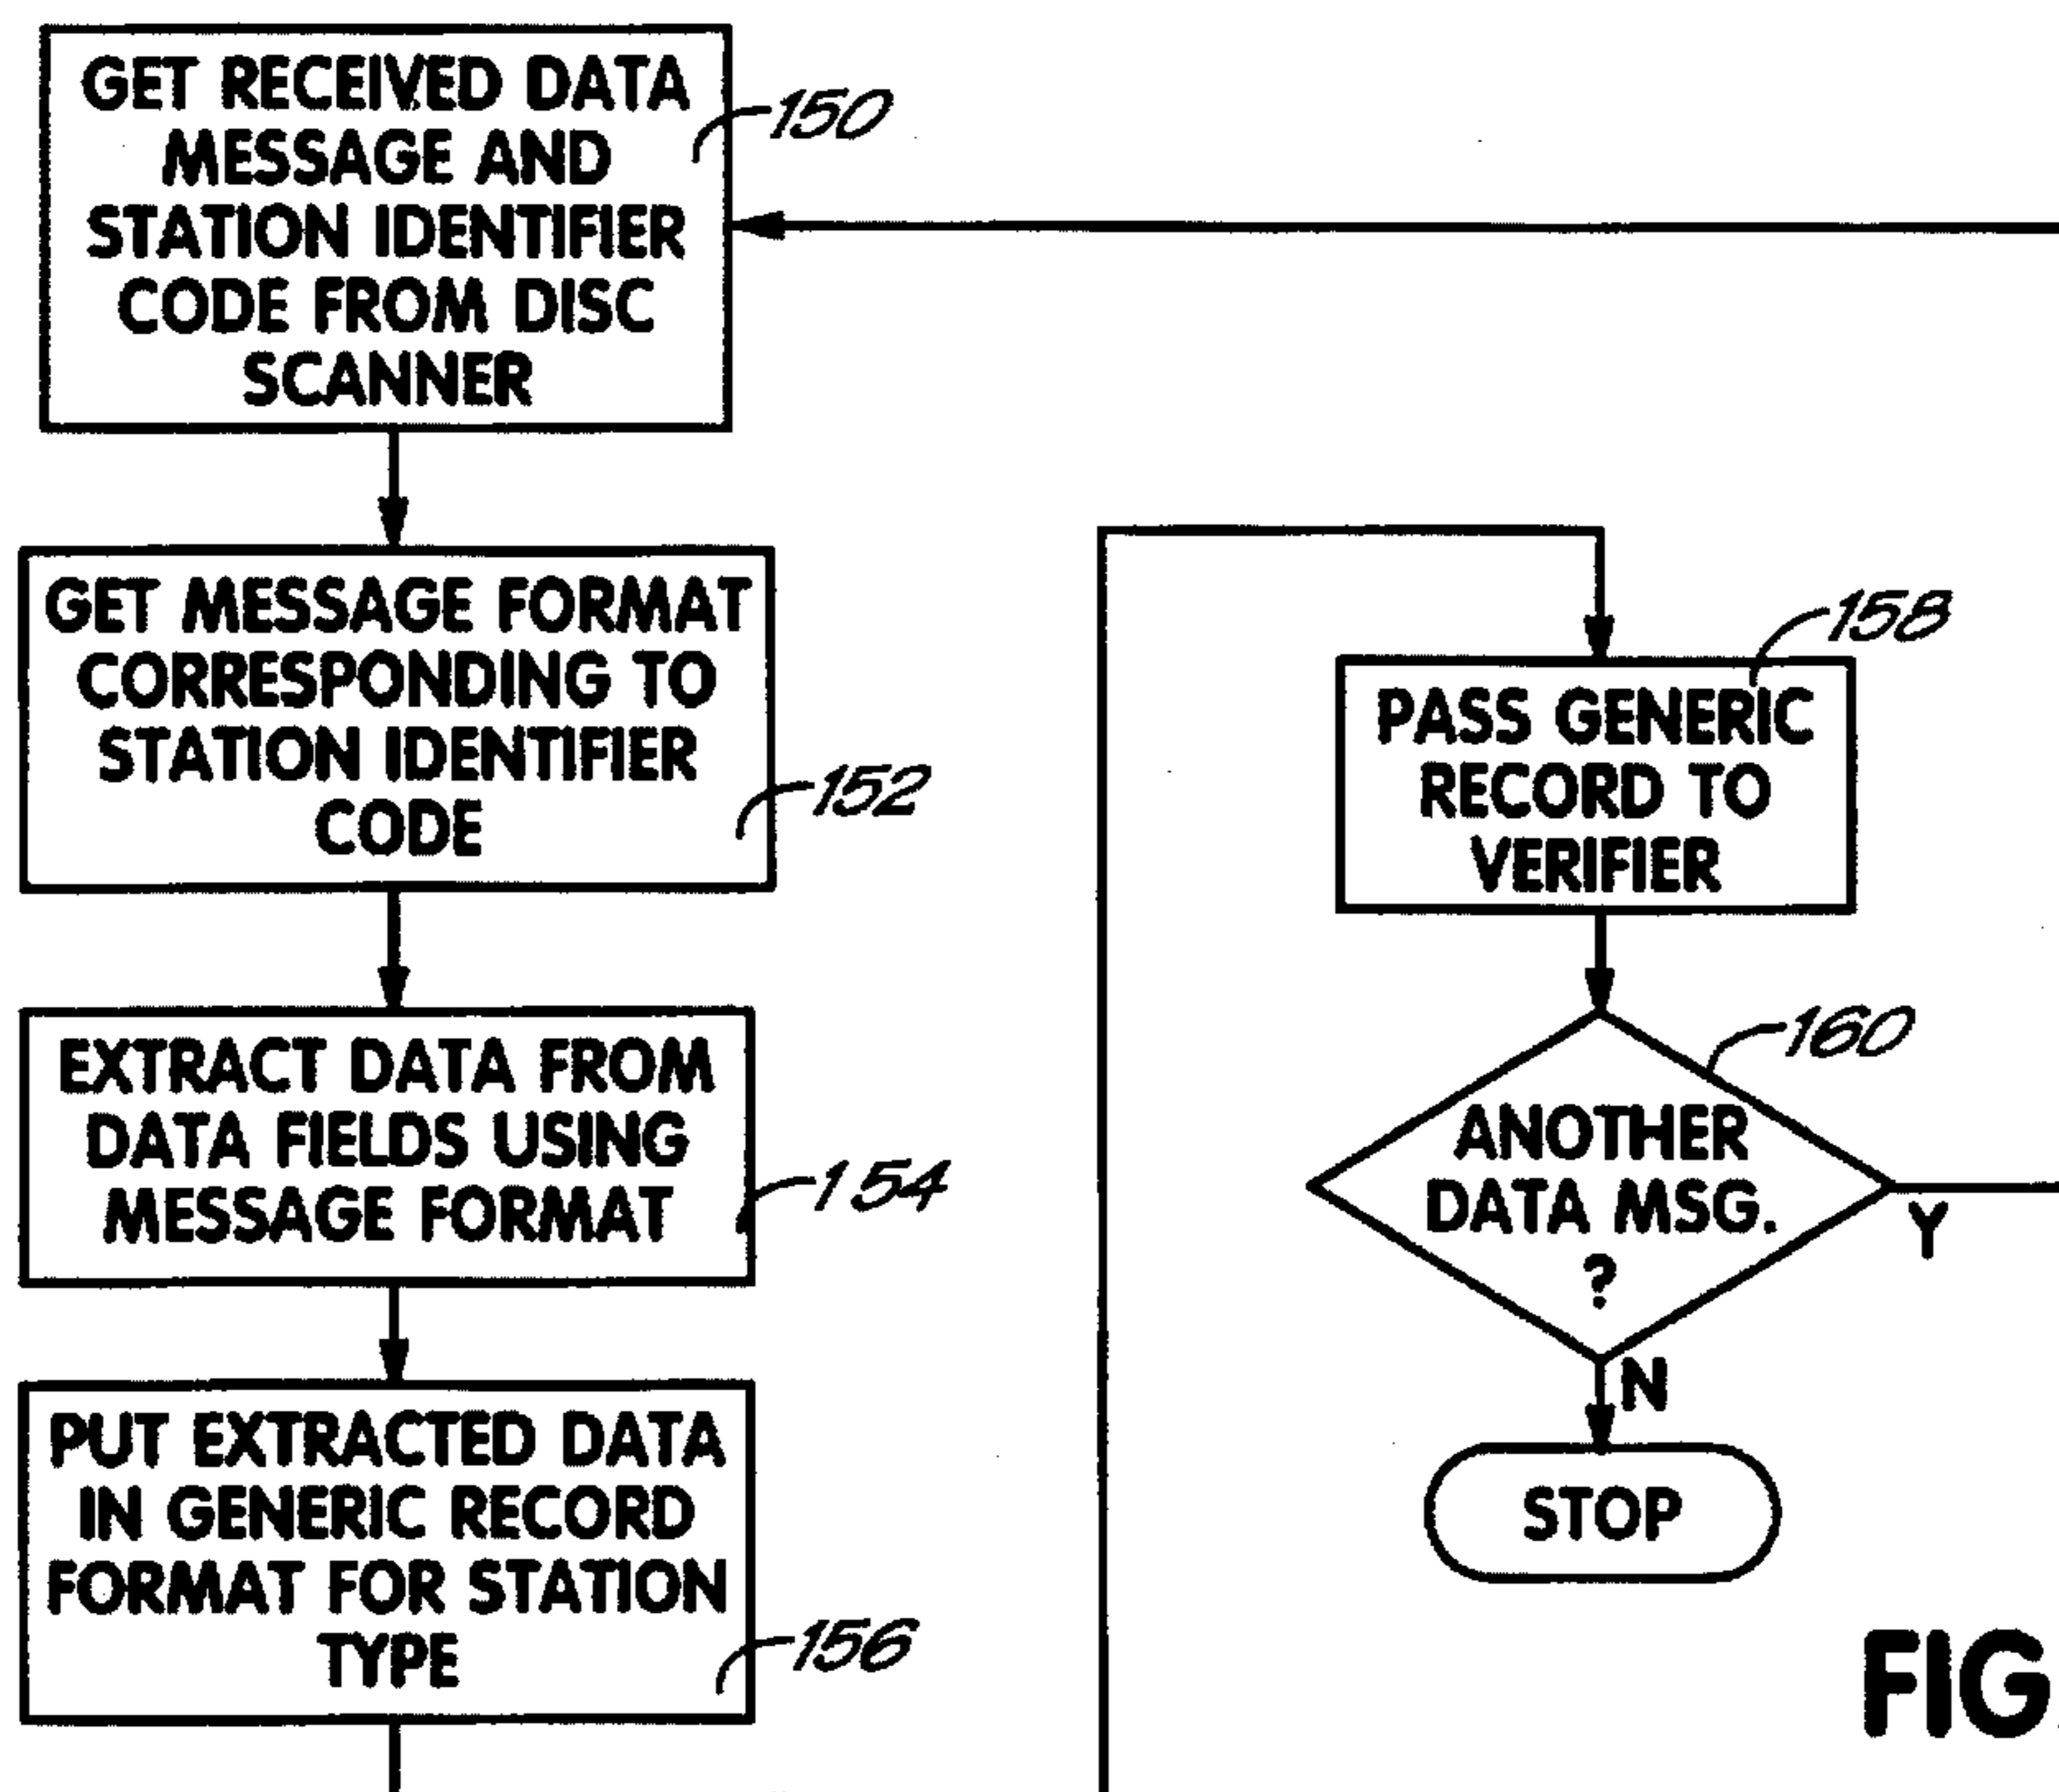 GET RECEIVED DATA
MESSAGE AND
STATION IDENTIFIER
CODE FROM DISC
SCANNER
150
GET MESSAGE FORMAT
CORRESPONDING TO
STATION IDENTIFIER
CODE
152
EXTRACT DATA FROM
DATA FIELDS USING
MESSAGE FORMAT
154
PUT EXTRACTED DATA
IN GENERIC RECORD
FORMAT FOR STATION
TYPE
156
158
PASS GENERIC
RECORD TO
VERIFIER
160
ANOTHER
DATA MSG.
?
Y
N
STOP
FIG.